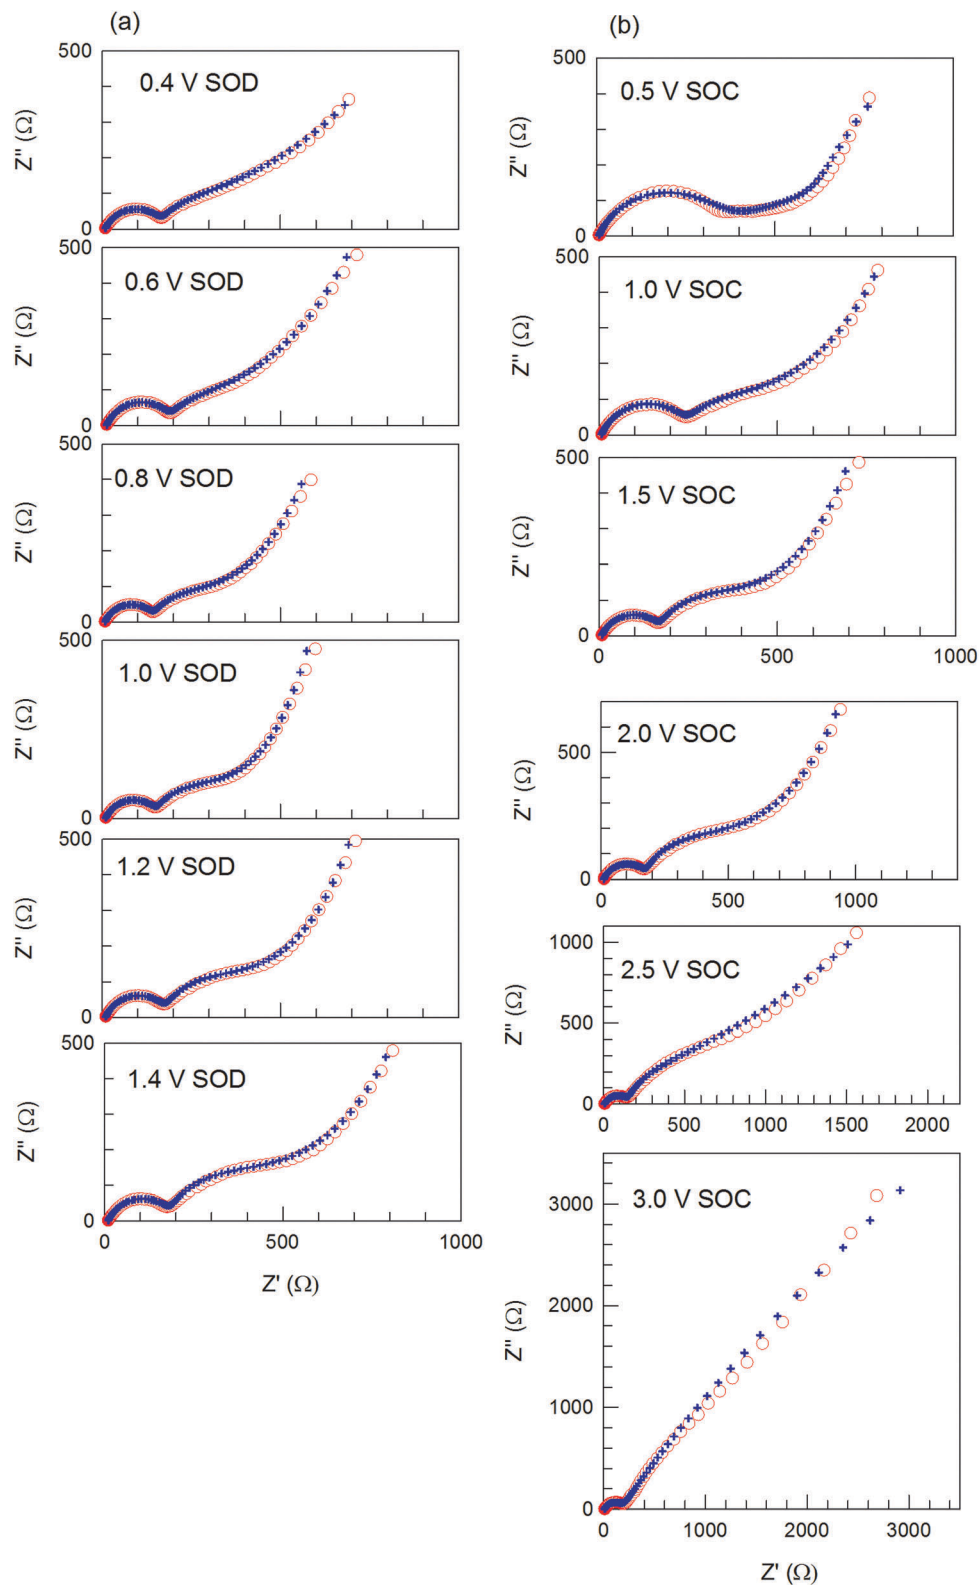 (a)
500
0.4 V SOD
Z'' (Ω)
0
500
0.6 V SOD
Z'' (Ω)
0
500
0.8 V SOD
Z'' (Ω)
0
500
1.0 V SOD
Z'' (Ω)
0
500
1.2 V SOD
Z'' (Ω)
0
500
1.4 V SOD
Z'' (Ω)
0
0 500 1000
Z' (Ω)
(b)
500
0.5 V SOC
Z'' (Ω)
0
500
1.0 V SOC
Z'' (Ω)
0
500
1.5 V SOC
Z'' (Ω)
0
0 500 1000
2.0 V SOC
500
Z'' (Ω)
0
0 500 1000
1000
2.5 V SOC
500
Z'' (Ω)
0
0 500 1000 1500 2000
3.0 V SOC
3000
2000
Z'' (Ω)
1000
0
0 1000 2000 3000
Z' (Ω)